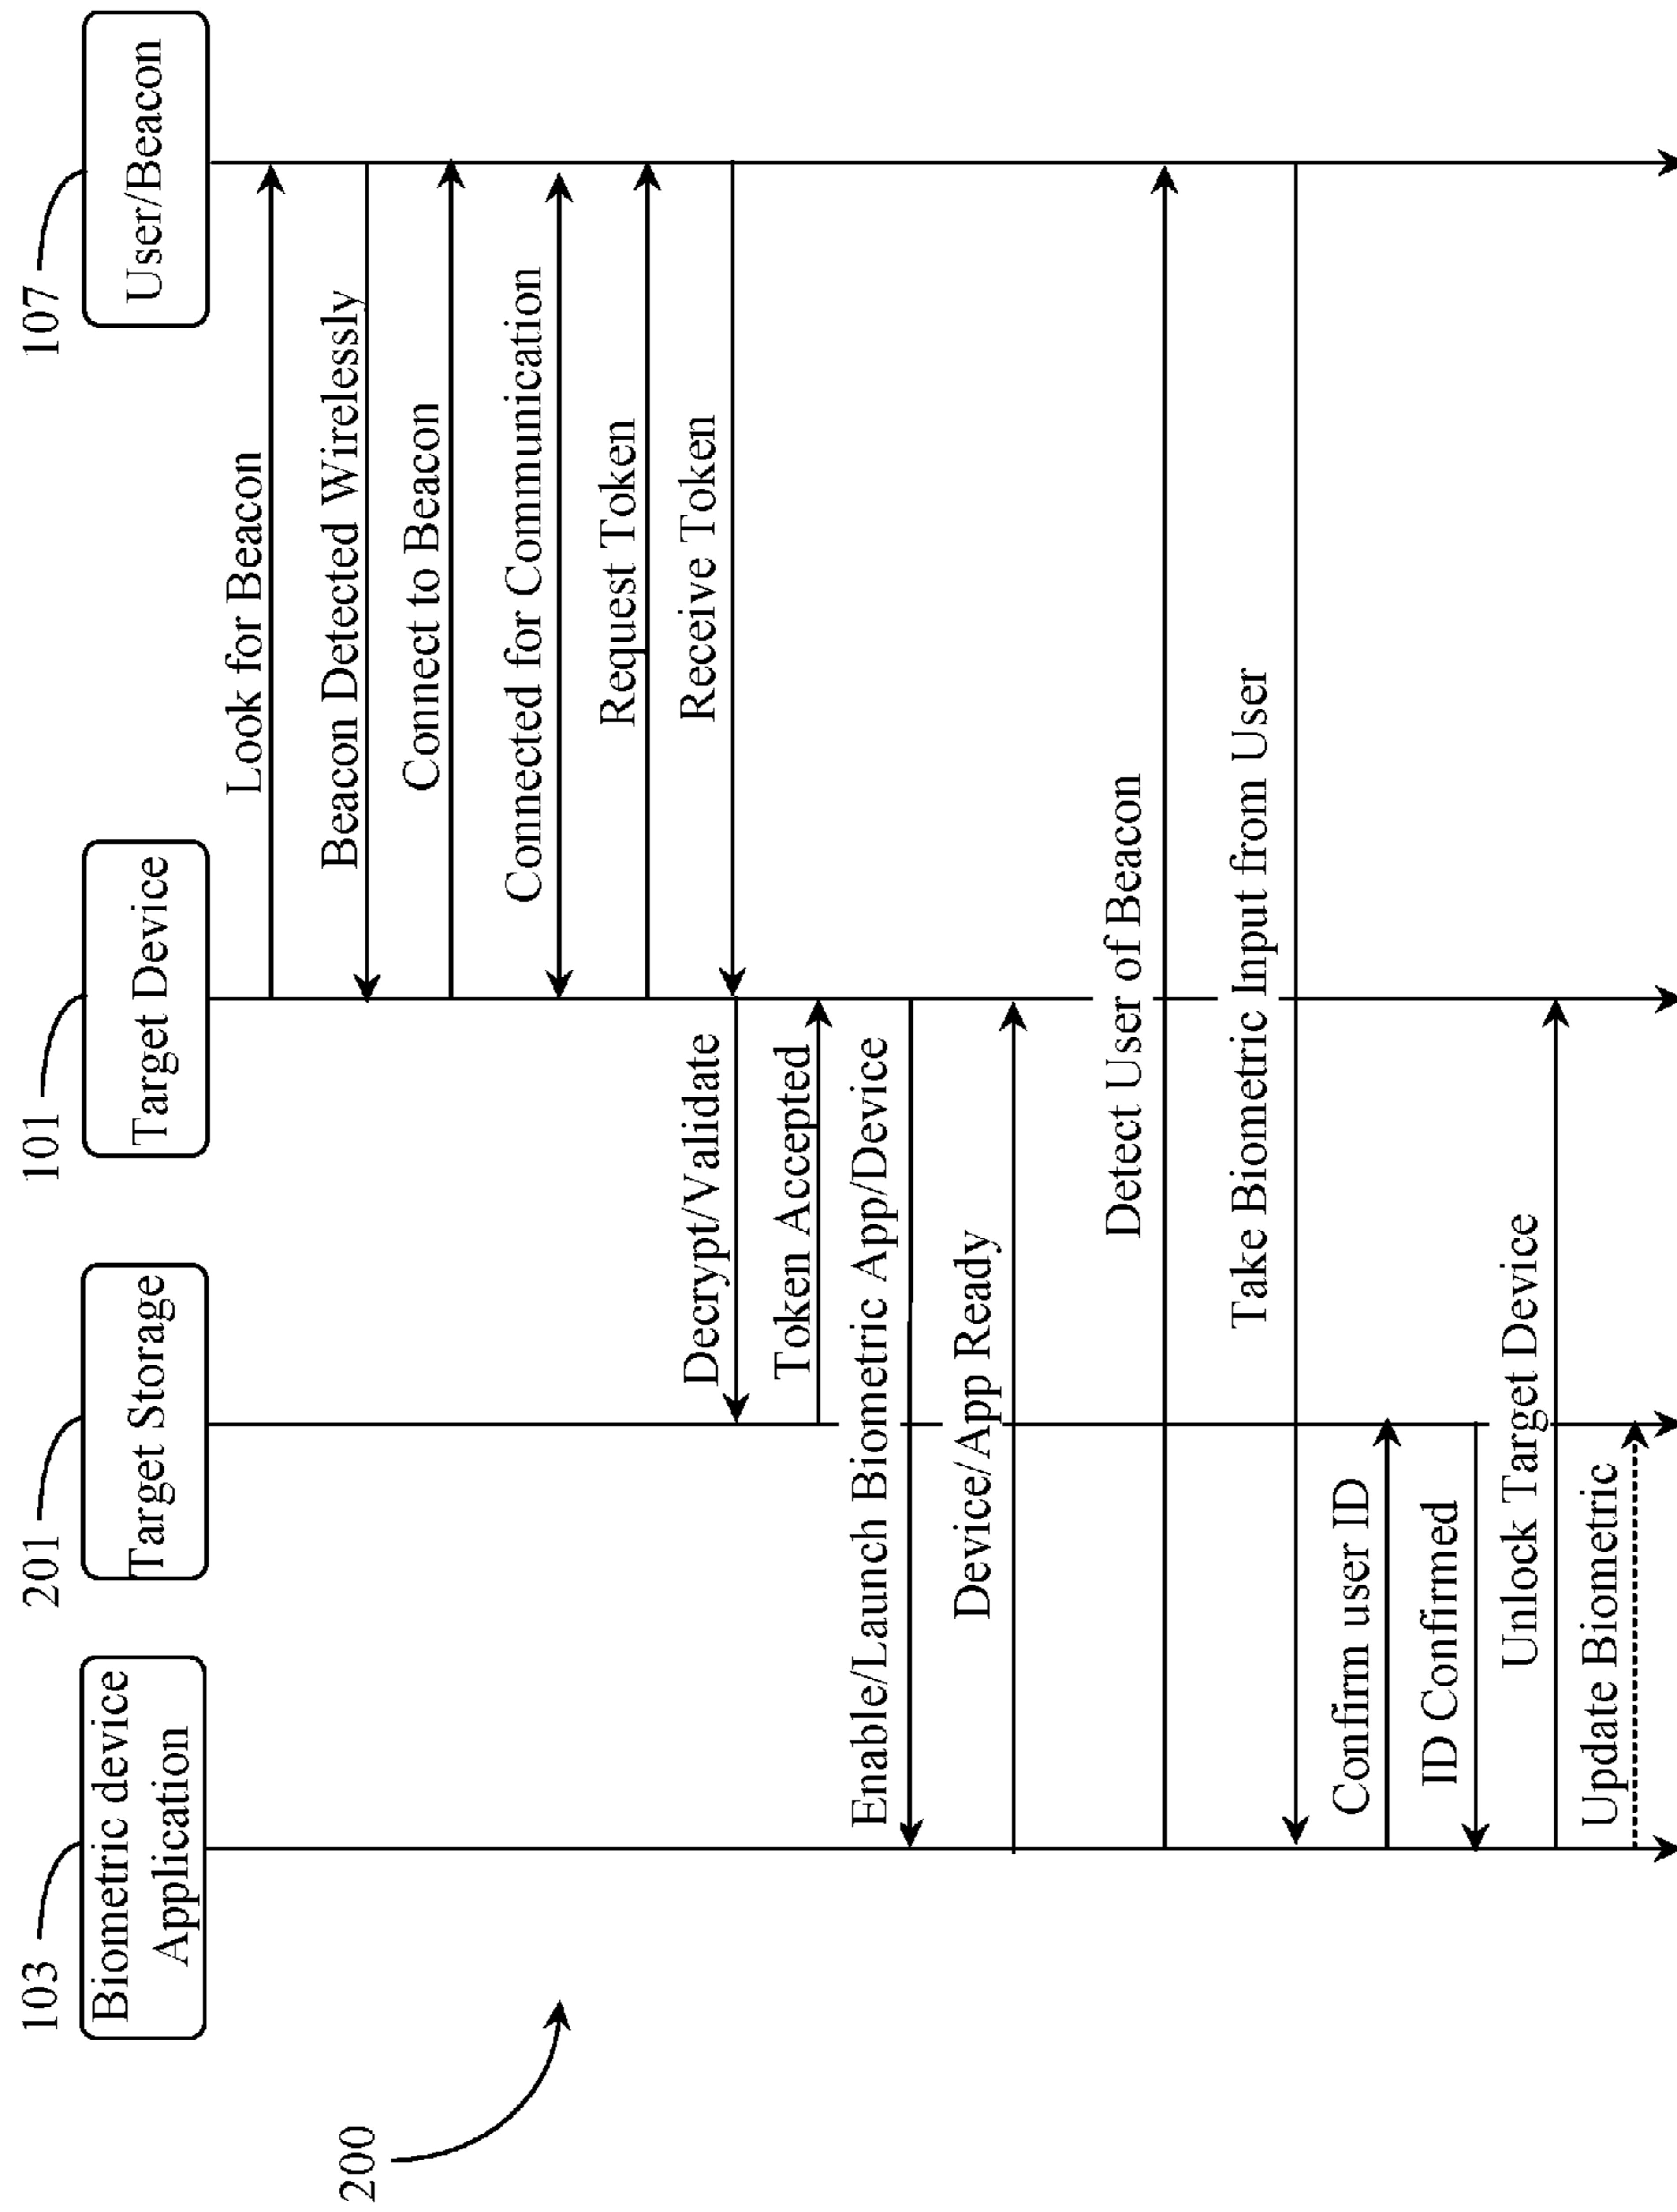 103
Biometric device
Application
201
Target Storage
101
Target Device
107
User/Beacon
200
Look for Beacon
Beacon Detected Wirelessly
Connect to Beacon
Connected for Communication
Request Token
Receive Token
Decrypt/Validate
Token Accepted
Enable/Launch Biometric App/Device
Device/App Ready
Detect User of Beacon
Take Biometric Input from User
Confirm user ID
ID Confirmed
Unlock Target Device
Update Biometric